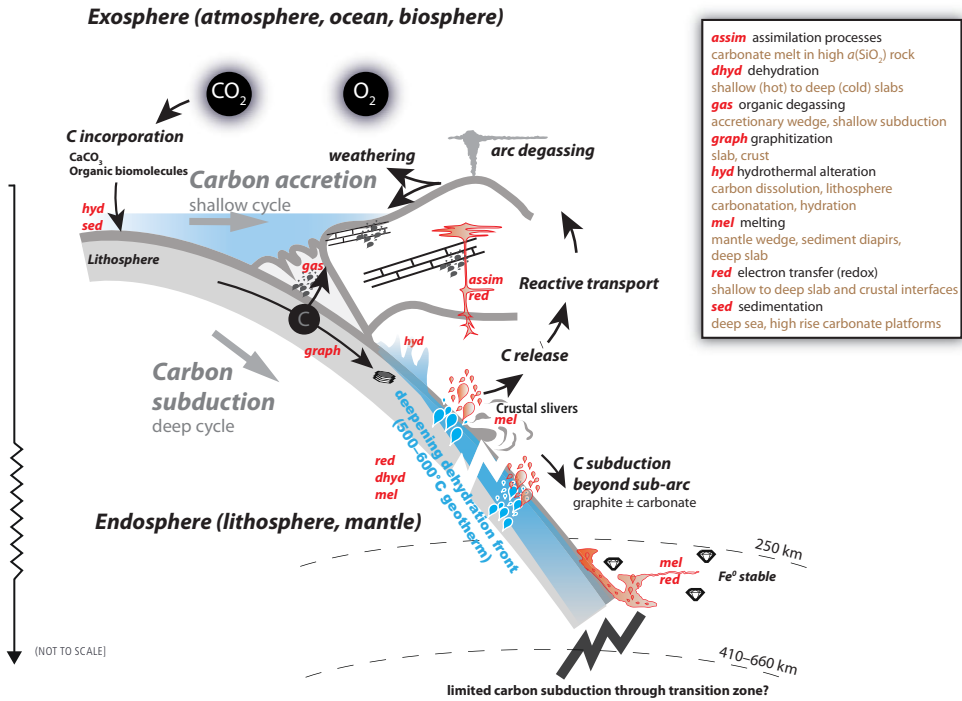 Exosphere (atmosphere, ocean, biosphere)
CO2
O2
C incorporation
CaCO3
Organic biomolecules
weathering
arc degassing
Carbon accretion
shallow cycle
hyd
sed
Lithosphere
gas
assim
red
Reactive transport
C
graph
hyd
C release
Carbon
subduction
deep cycle
Crustal slivers
mel
deepening dehydration front
(500–600°C geotherm)
red
dhyd
mel
C subduction
beyond sub-arc
graphite ± carbonate
Endosphere (lithosphere, mantle)
250 km
mel
red
Fe⁰ stable
(NOT TO SCALE]
410–660 km
limited carbon subduction through transition zone?
assim assimilation processes
carbonate melt in high a(SiO2) rock
dhyd dehydration
shallow (hot) to deep (cold) slabs
gas organic degassing
accretionary wedge, shallow subduction
graph graphitization
slab, crust
hyd hydrothermal alteration
carbon dissolution, lithosphere
carbonatation, hydration
mel melting
mantle wedge, sediment diapirs,
deep slab
red electron transfer (redox)
shallow to deep slab and crustal interfaces
sed sedimentation
deep sea, high rise carbonate platforms